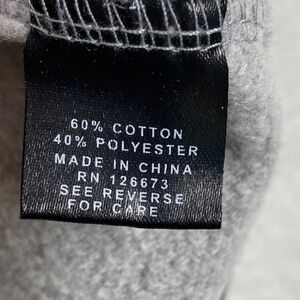 60% COTTON
40% POLYESTER
MADE IN CHINA
RN 126673
SEE REVERSE
FOR CARE